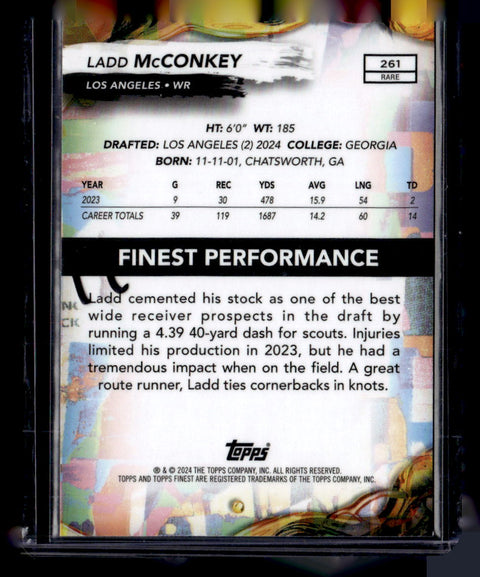 LADD McCONKEY
261
RARE
LOS ANGELES • WR
HT: 6'0" WT: 185
DRAFTED: LOS ANGELES (2) 2024 COLLEGE: GEORGIA
BORN: 11-11-01, CHATSWORTH, GA
YEAR G REC YDS AVG LNG TD
2023 9 30 478 15.9 54 2
CAREER TOTALS 39 119 1687 14.2 60 14
FINEST PERFORMANCE
Ladd cemented his stock as one of the best
wide receiver prospects in the draft by
running a 4.39 40-yard dash for scouts. Injuries
limited his production in 2023, but he had a
tremendous impact when on the field. A great
route runner, Ladd ties cornerbacks in knots.
Topps
® & © 2024 THE TOPPS COMPANY, INC. ALL RIGHTS RESERVED.
TOPPS AND TOPPS FINEST ARE REGISTERED TRADEMARKS OF THE TOPPS COMPANY, INC.